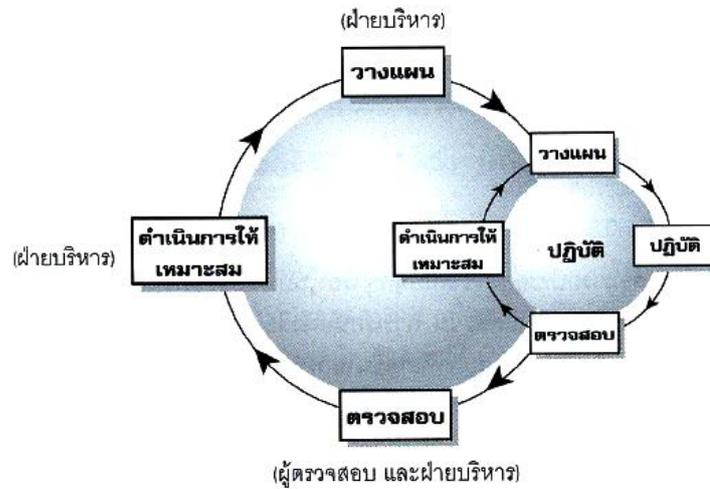 (ฝ่ายบริหาร)
วางแผน
วางแผน
(ฝ่ายบริหาร)
ดำเนินการให้
เหมาะสม
ดำเนินการให้
เหมาะสม
ปฏิบัติ
ปฏิบัติ
ตรวจสอบ
ตรวจสอบ
(ผู้ตรวจสอบ และฝ่ายบริหาร)